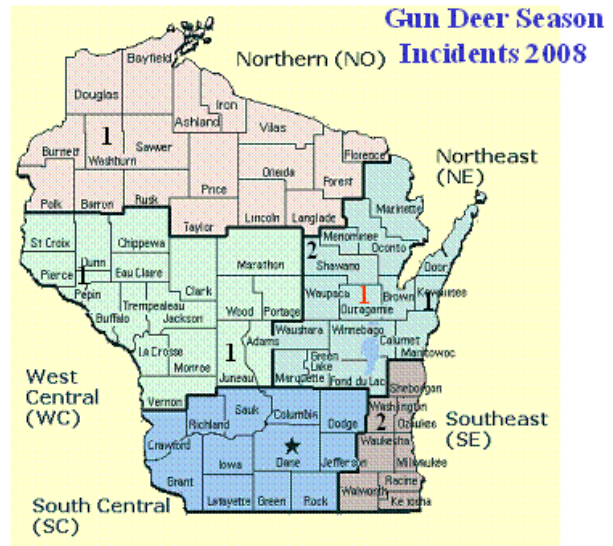 Gun Deer Season
Incidents 2008
Northern (NO)
Bayfield
Douglas
Iron
Ashland
Vilas
1
Burnett
Washburn
Sawyer
Florence
Oneida
Forest
Price
Polk
Barron
Rusk
Taylor
Lincoln
Langlade
Northeast
(NE)
Marinette
2
Menominee
Oconto
Shawano
Door
St Croix
Chippewa
Dunn
Marathon
Pierce
1
Eau Claire
Pepin
Clark
Waupaca
1
Brown
1
Kewaunee
Outagamie
Buffalo
Trempealeau
Jackson
Wood
Portage
Waushara
Winnebago
Calumet
Manitowoc
La Crosse
Monroe
1
Adams
Juneau
Green
Lake
Marquette
Fond du Lac
Vernon
Sheboygan
West
Central
(WC)
Richland
Sauk
Columbia
Dodge
Washington
Ozaukee
2
Southeast
(SE)
Crawford
Waukesha
Iowa
Dane
Jefferson
Milwaukee
Grant
Racine
Walworth
Lafayette
Green
Rock
Kenosha
South Central
(SC)